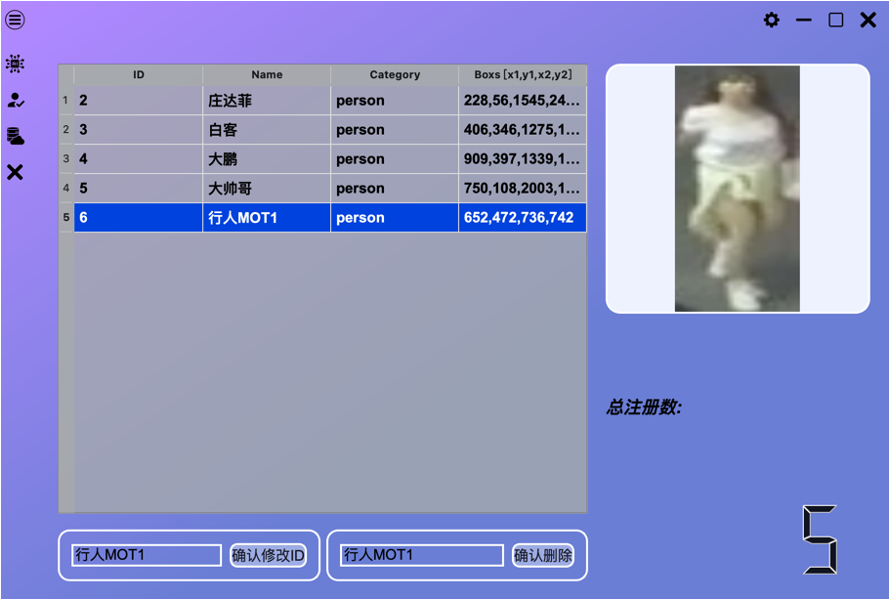 ID Name Category Boxs [x1,y1,x2,y2]
1 2 庄达菲 person 228,56,1545,24...
2 3 白客 person 406,346,1275,1...
3 4 大鹏 person 909,397,1339,1...
4 5 大帅哥 person 750,108,2003,1...
5 6 行人MOT1 person 652,472,736,742
总注册数:
5
行人MOT1 确认修改ID 行人MOT1 确认删除